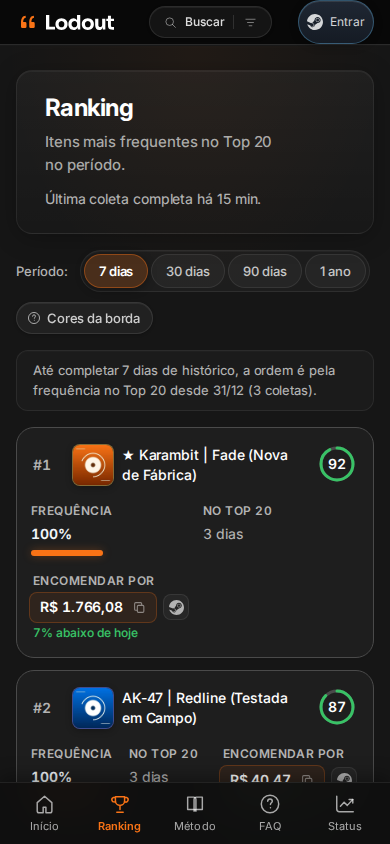 Lodout
Buscar
Entrar
Ranking
Itens mais frequentes no Top 20
no período.
Última coleta completa há 15 min.
Período:
7 dias
30 dias
90 dias
1 ano
Cores da borda
Até completar 7 dias de histórico, a ordem é pela
frequência no Top 20 desde 31/12 (3 coletas).
#1
★ Karambit | Fade (Nova
de Fábrica)
92
FREQUÊNCIA
NO TOP 20
100%
3 dias
ENCOMENDAR POR
R$ 1.766,08
7% abaixo de hoje
#2
AK-47 | Redline (Testada
em Campo)
87
FREQUÊNCIA
NO TOP 20
ENCOMENDAR POR
100%
3 dias
R$ 40,47
Início
Ranking
Método
FAQ
Status